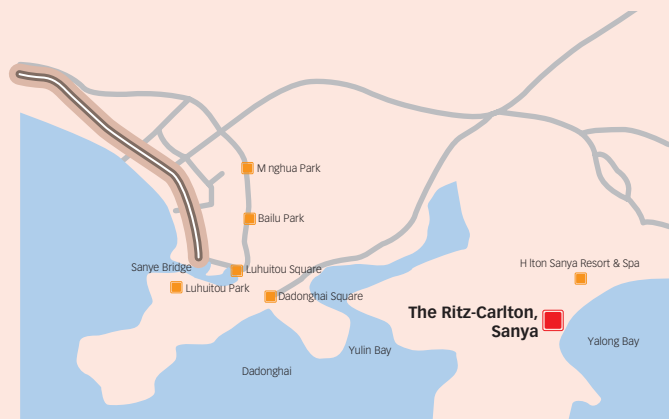 M nghua Park
Bailu Park
Sanye Bridge
Luhuitou Square
H lton Sanya Resort & Spa
Luhuitou Park
Dadonghai Square
The Ritz-Carlton,
Sanya
Yalong Bay
Yulin Bay
Dadonghai